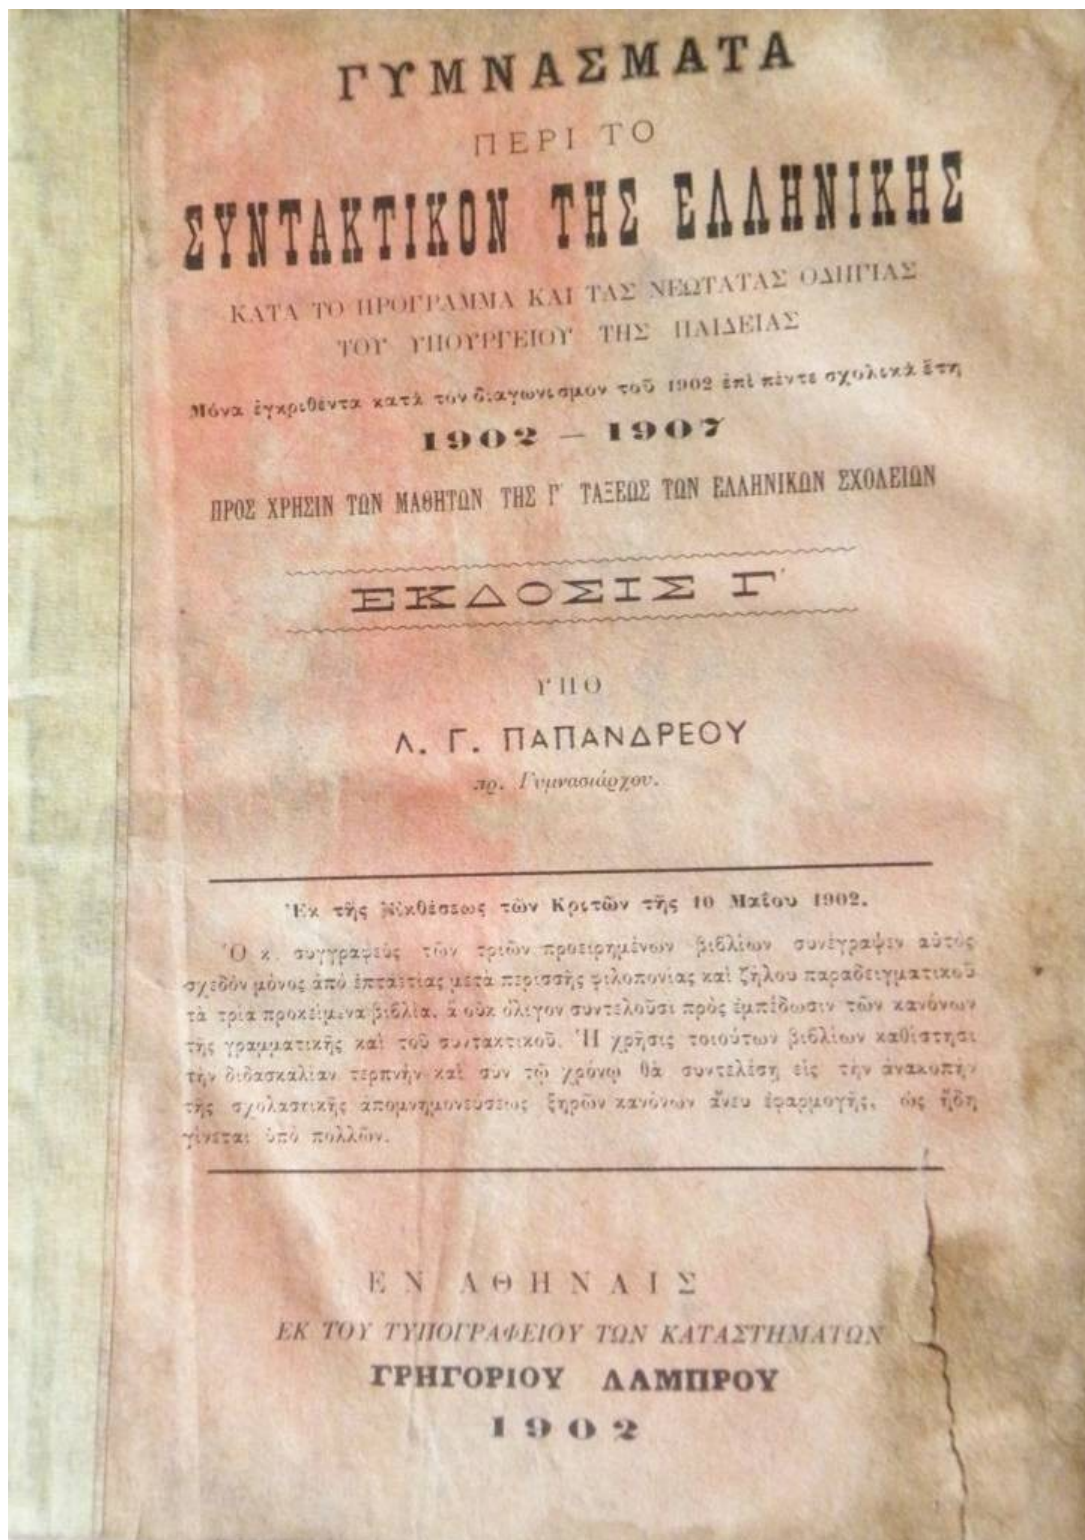 ΓΥΜΝΑΣΜΑΤΑ
ΠΕΡΙ ΤΟ
ΣΥΝΤΑΚΤΙΚΟΝ ΤΗΣ ΕΛΛΗΝΙΚΗΣ
ΚΑΤΑ ΤΟ ΠΡΟΓΡΑΜΜΑ ΚΑΙ ΤΑΣ ΝΕΩΤΑΤΑΣ ΟΔΗΓΙΑΣ
ΤΟΥ ΥΠΟΥΡΓΕΙΟΥ ΤΗΣ ΠΑΙΔΕΙΑΣ
Μόνα ἐγκριθέντα κατὰ τὸν διαγωνισμὸν τοῦ 1902 ἐπὶ πέντε σχολικὰ ἔτη
1902 — 1907
ΠΡΟΣ ΧΡΗΣΙΝ ΤΩΝ ΜΑΘΗΤΩΝ ΤΗΣ Γ΄ ΤΑΞΕΩΣ ΤΩΝ ΕΛΛΗΝΙΚΩΝ ΣΧΟΛΕΙΩΝ
ΕΚΔΟΣΙΣ Γ΄
ΥΠΟ
Λ. Γ. ΠΑΠΑΝΔΡΕΟΥ
πρ. Γυμνασιάρχου.
Ἐκ τῆς Ἐκθέσεως τῶν Κριτῶν τῆς 10 Μαΐου 1902.
Ὁ κ. συγγραφεὺς τῶν τριῶν προειρημένων βιβλίων συνέγραψεν αὐτὸς
σχεδὸν μόνος ἀπὸ ἑπταετίας μετὰ περισσῆς φιλοπονίας καὶ ζήλου παραδειγματικοῦ
τὰ τρία προκείμενα βιβλία, ἃ οὐκ ὀλίγον συντελοῦσι πρὸς ἐμπέδωσιν τῶν κανόνων
τῆς γραμματικῆς καὶ τοῦ συντακτικοῦ. Ἡ χρῆσις τοιούτων βιβλίων καθίστησι
τὴν διδασκαλίαν τερπνὴν καὶ σὺν τῷ χρόνῳ θὰ συντελέσῃ εἰς τὴν ἀνακοπὴν
τῆς σχολαστικῆς ἀπομνημονεύσεως ξηρῶν κανόνων ἄνευ ἐφαρμογῆς, ὡς ἤδη
γίνεται ὑπὸ πολλῶν.
ΕΝ ΑΘΗΝΑΙΣ
ΕΚ ΤΟΥ ΤΥΠΟΓΡΑΦΕΙΟΥ ΤΩΝ ΚΑΤΑΣΤΗΜΑΤΩΝ
ΓΡΗΓΟΡΙΟΥ ΛΑΜΠΡΟΥ
1902